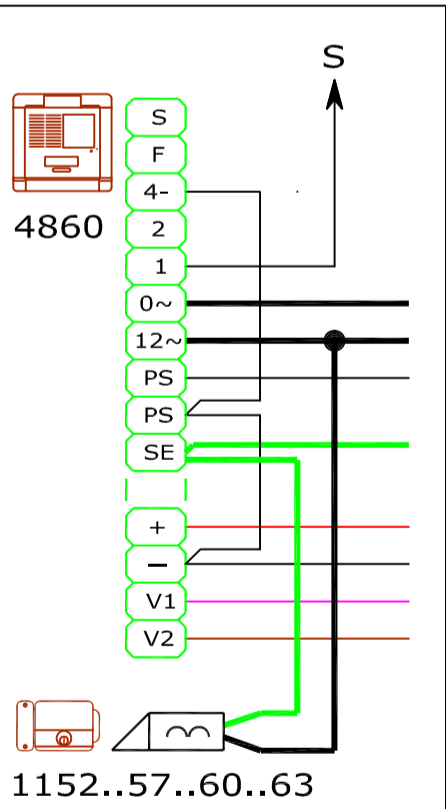 S
4860
S
F
4-
2
1
0~
12~
PS
PS
SE
+
—
V1
V2
1152..57..60..63